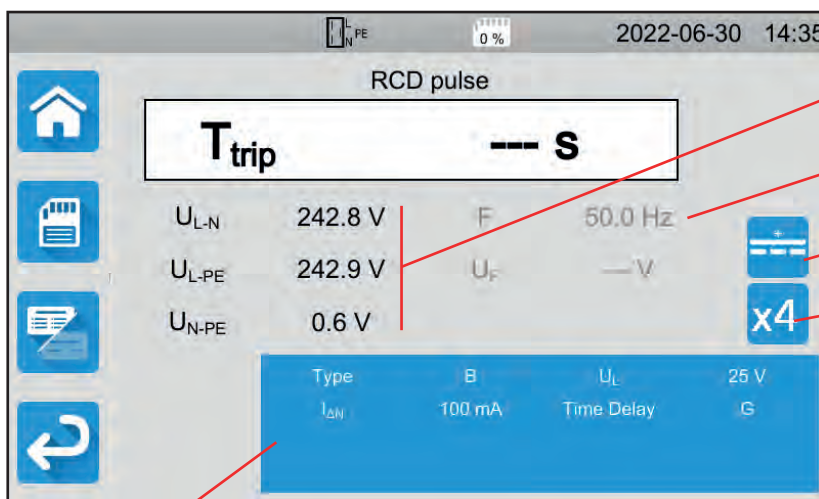 L N PE 0 % 2022-06-30 14:35
RCD pulse
Ttrip --- s
UL-N 242.8 V F 50.0 Hz
UL-PE 242.9 V UF --- V
UN-PE 0.6 V
x4
Type B UL 25 V
IΔN 100 mA Time Delay G